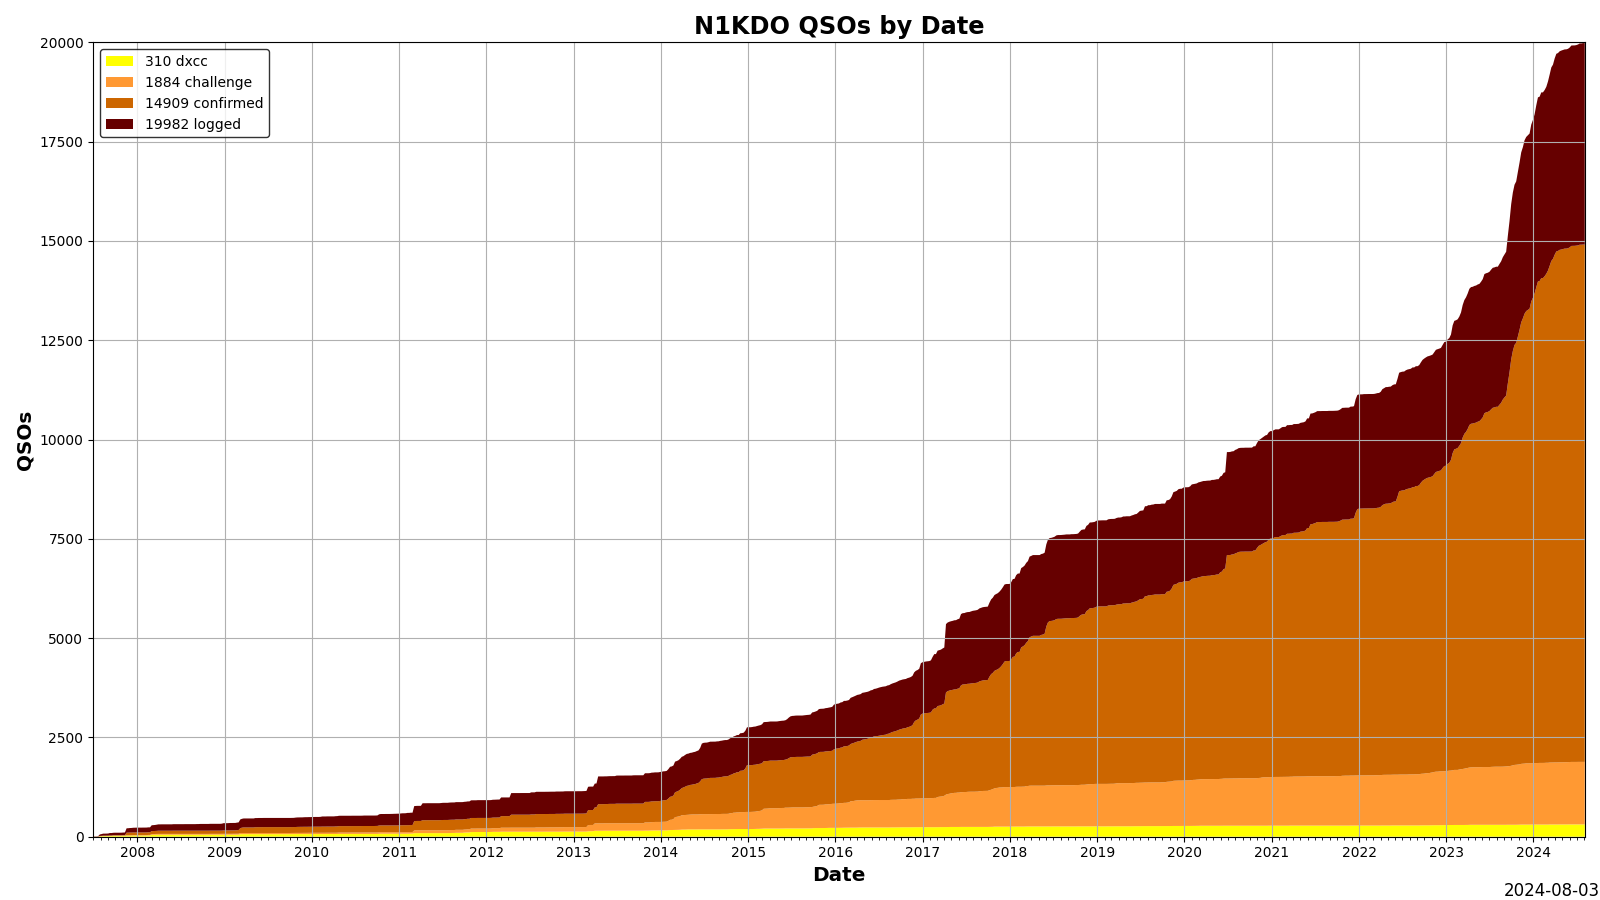 N1KDO QSOs by Date
310 dxcc
1884 challenge
14909 confirmed
19982 logged
20000
17500
15000
12500
10000
7500
5000
2500
0
QSOs
2008 2009 2010 2011 2012 2013 2014 2015 2016 2017 2018 2019 2020 2021 2022 2023 2024
Date
2024-08-03